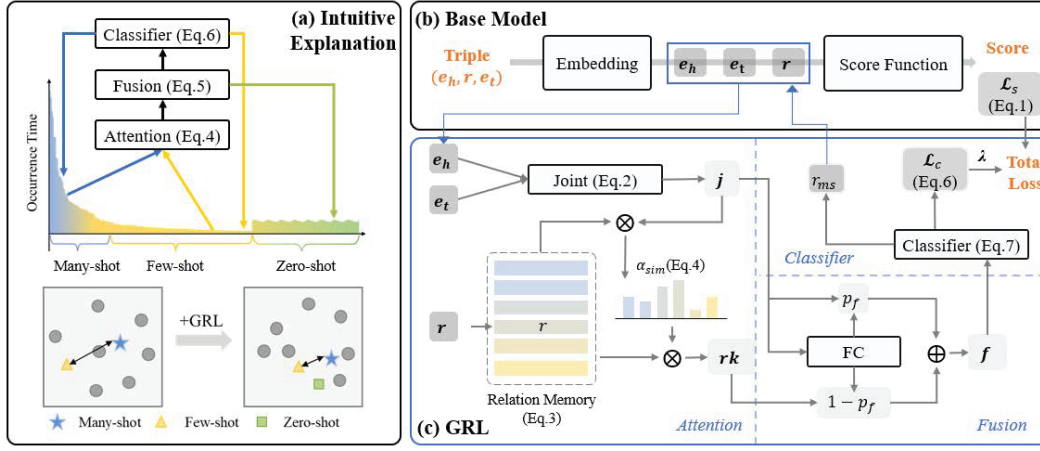 (a) Intuitive
Explanation
Classifier (Eq.6)
Fusion (Eq.5)
Attention (Eq.4)
Occurrence Time
Many-shot
Few-shot
Zero-shot
+GRL
Many-shot
Few-shot
Zero-shot
(b) Base Model
Triple
(e_h, r, e_t)
Embedding
e_h
e_t
r
Score Function
Score
ℒ_s
(Eq.1)
e_h
e_t
Joint (Eq.2)
j
r_ms
ℒ_c
(Eq.6)
λ
Total
Loss
⊗
Classifier
Classifier (Eq.7)
α_sim(Eq.4)
r
r
p_f
FC
⊕
f
⊗
rk
1 − p_f
Relation Memory
(Eq.3)
(c) GRL
Attention
Fusion